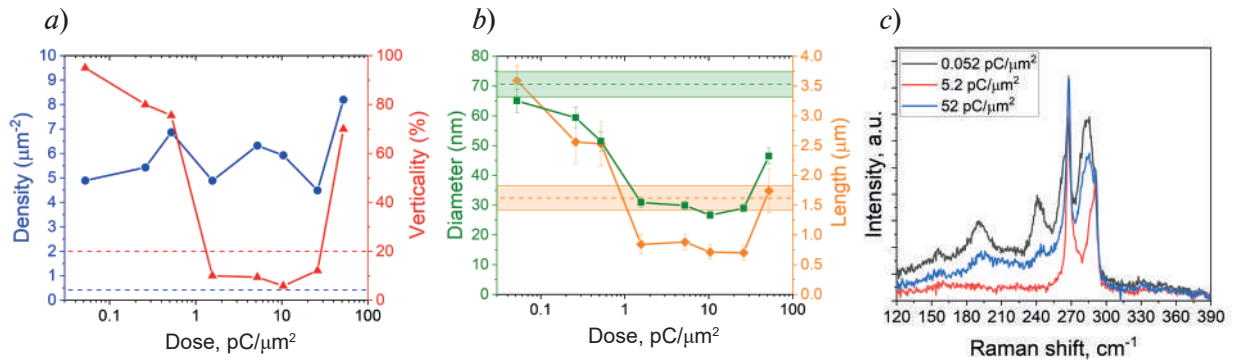 a)
Density (μm⁻²)
10
9
8
7
6
5
4
3
2
1
0
100
80
60
40
20
0
Verticality (%)
0.1
1
10
100
Dose, pC/μm²
b)
Diameter (nm)
80
70
60
50
40
30
20
10
0
4.0
3.5
3.0
2.5
2.0
1.5
1.0
0.5
0.0
Length (μm)
0.1
1
10
100
Dose, pC/μm²
c)
0.052 pC/μm²
5.2 pC/μm²
52 pC/μm²
Intensity, a.u.
120 150 180 210 240 270 300 330 360 390
Raman shift, cm⁻¹